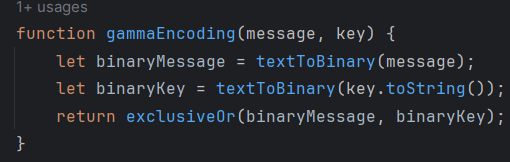 1+ usages
function gammaEncoding(message, key) {
    let binaryMessage = textToBinary(message);
    let binaryKey = textToBinary(key.toString());
    return exclusiveOr(binaryMessage, binaryKey);
}